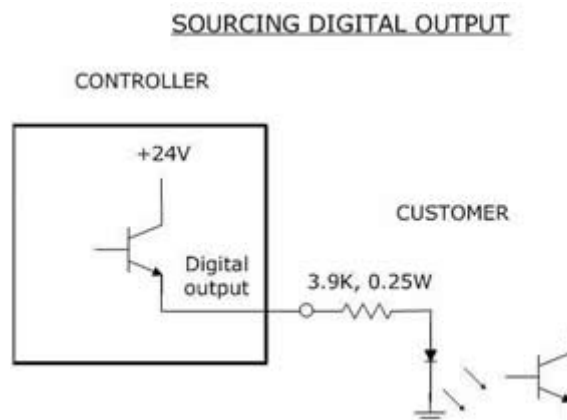 SOURCING DIGITAL OUTPUT
CONTROLLER
+24V
CUSTOMER
Digital
output
3.9K, 0.25W